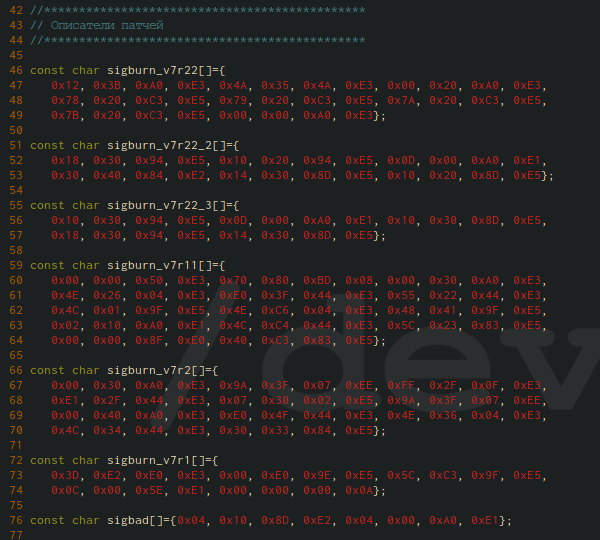 42 //**********************************************
43 // Описатели патчей
44 //**********************************************
45
46 const char sigburn_v7r22[]={
47 0x12, 0x3B, 0xA0, 0xE3, 0x4A, 0x35, 0x4A, 0xE3, 0x00, 0x20, 0xA0, 0xE3,
48 0x78, 0x20, 0xC3, 0xE5, 0x79, 0x20, 0xC3, 0xE5, 0x7A, 0x20, 0xC3, 0xE5,
49 0x7B, 0x20, 0xC3, 0xE5, 0x00, 0x00, 0xA0, 0xE3};
50
51 const char sigburn_v7r22_2[]={
52 0x18, 0x30, 0x94, 0xE5, 0x10, 0x20, 0x94, 0xE5, 0x0D, 0x00, 0xA0, 0xE1,
53 0x30, 0x40, 0x84, 0xE2, 0x14, 0x30, 0x8D, 0xE5, 0x10, 0x20, 0x8D, 0xE5};
54
55 const char sigburn_v7r22_3[]={
56 0x10, 0x30, 0x94, 0xE5, 0x0D, 0x00, 0xA0, 0xE1, 0x10, 0x30, 0x8D, 0xE5,
57 0x18, 0x30, 0x94, 0xE5, 0x14, 0x30, 0x8D, 0xE5};
58
59 const char sigburn_v7r11[]={
60 0x00, 0x00, 0x50, 0xE3, 0x70, 0x80, 0xBD, 0x08, 0x00, 0x30, 0xA0, 0xE3,
61 0x4E, 0x26, 0x04, 0xE3, 0xE0, 0x3F, 0x44, 0xE3, 0x55, 0x22, 0x44, 0xE3,
62 0x4C, 0x01, 0x9F, 0xE5, 0x4E, 0xC6, 0x04, 0xE3, 0x48, 0x41, 0x9F, 0xE5,
63 0x02, 0x10, 0xA0, 0xE1, 0x4C, 0xC4, 0x44, 0xE3, 0x5C, 0x23, 0x83, 0xE5,
64 0x00, 0x00, 0x8F, 0xE0, 0x40, 0xC3, 0x83, 0xE5};
65
66 const char sigburn_v7r2[]={
67 0x00, 0x30, 0xA0, 0xE3, 0x9A, 0x3F, 0x07, 0xEE, 0xFF, 0x2F, 0x0F, 0xE3,
68 0xE1, 0x2F, 0x44, 0xE3, 0x07, 0x30, 0x02, 0xE5, 0x9A, 0x3F, 0x07, 0xEE,
69 0x00, 0x40, 0xA0, 0xE3, 0xE0, 0x4F, 0x44, 0xE3, 0x4E, 0x36, 0x04, 0xE3,
70 0x4C, 0x34, 0x44, 0xE3, 0x30, 0x33, 0x84, 0xE5};
71
72 const char sigburn_v7r1[]={
73 0x3D, 0xE2, 0xE0, 0xE3, 0x00, 0xE0, 0x9E, 0xE5, 0x5C, 0xC3, 0x9F, 0xE5,
74 0x0C, 0x00, 0x5E, 0xE1, 0x00, 0x00, 0x00, 0x0A};
75
76 const char sigbad[]={0x04, 0x10, 0x8D, 0xE2, 0x04, 0x00, 0xA0, 0xE1};
77
/dev